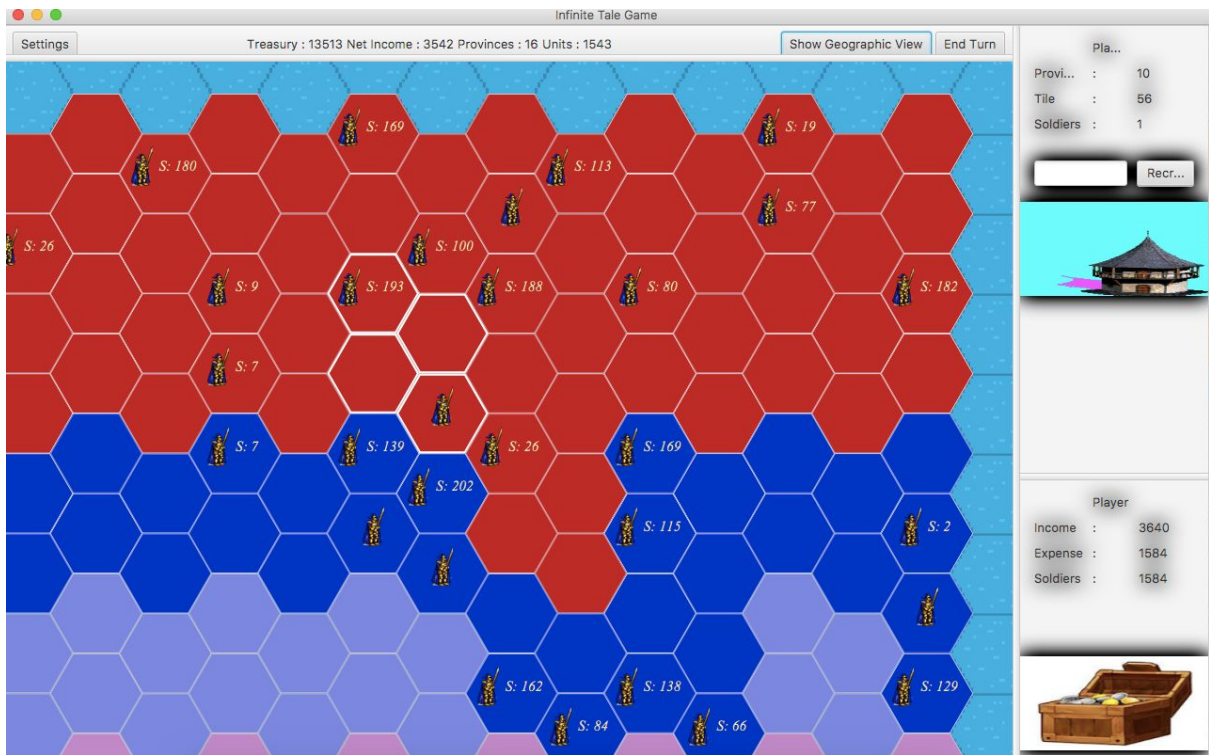 Infinite Tale Game
Settings
Treasury : 13513 Net Income : 3542 Provinces : 16 Units : 1543
Show Geographic View
End Turn
Pla...
Provi... : 10
Tile : 56
Soldiers : 1
Recr...
S: 169
S: 19
S: 180
S: 113
S: 77
S: 26
S: 100
S: 9
S: 193
S: 188
S: 80
S: 182
S: 7
S: 7
S: 139
S: 26
S: 169
S: 202
S: 115
S: 2
S: 162
S: 138
S: 129
S: 84
S: 66
Player
Income : 3640
Expense : 1584
Soldiers : 1584